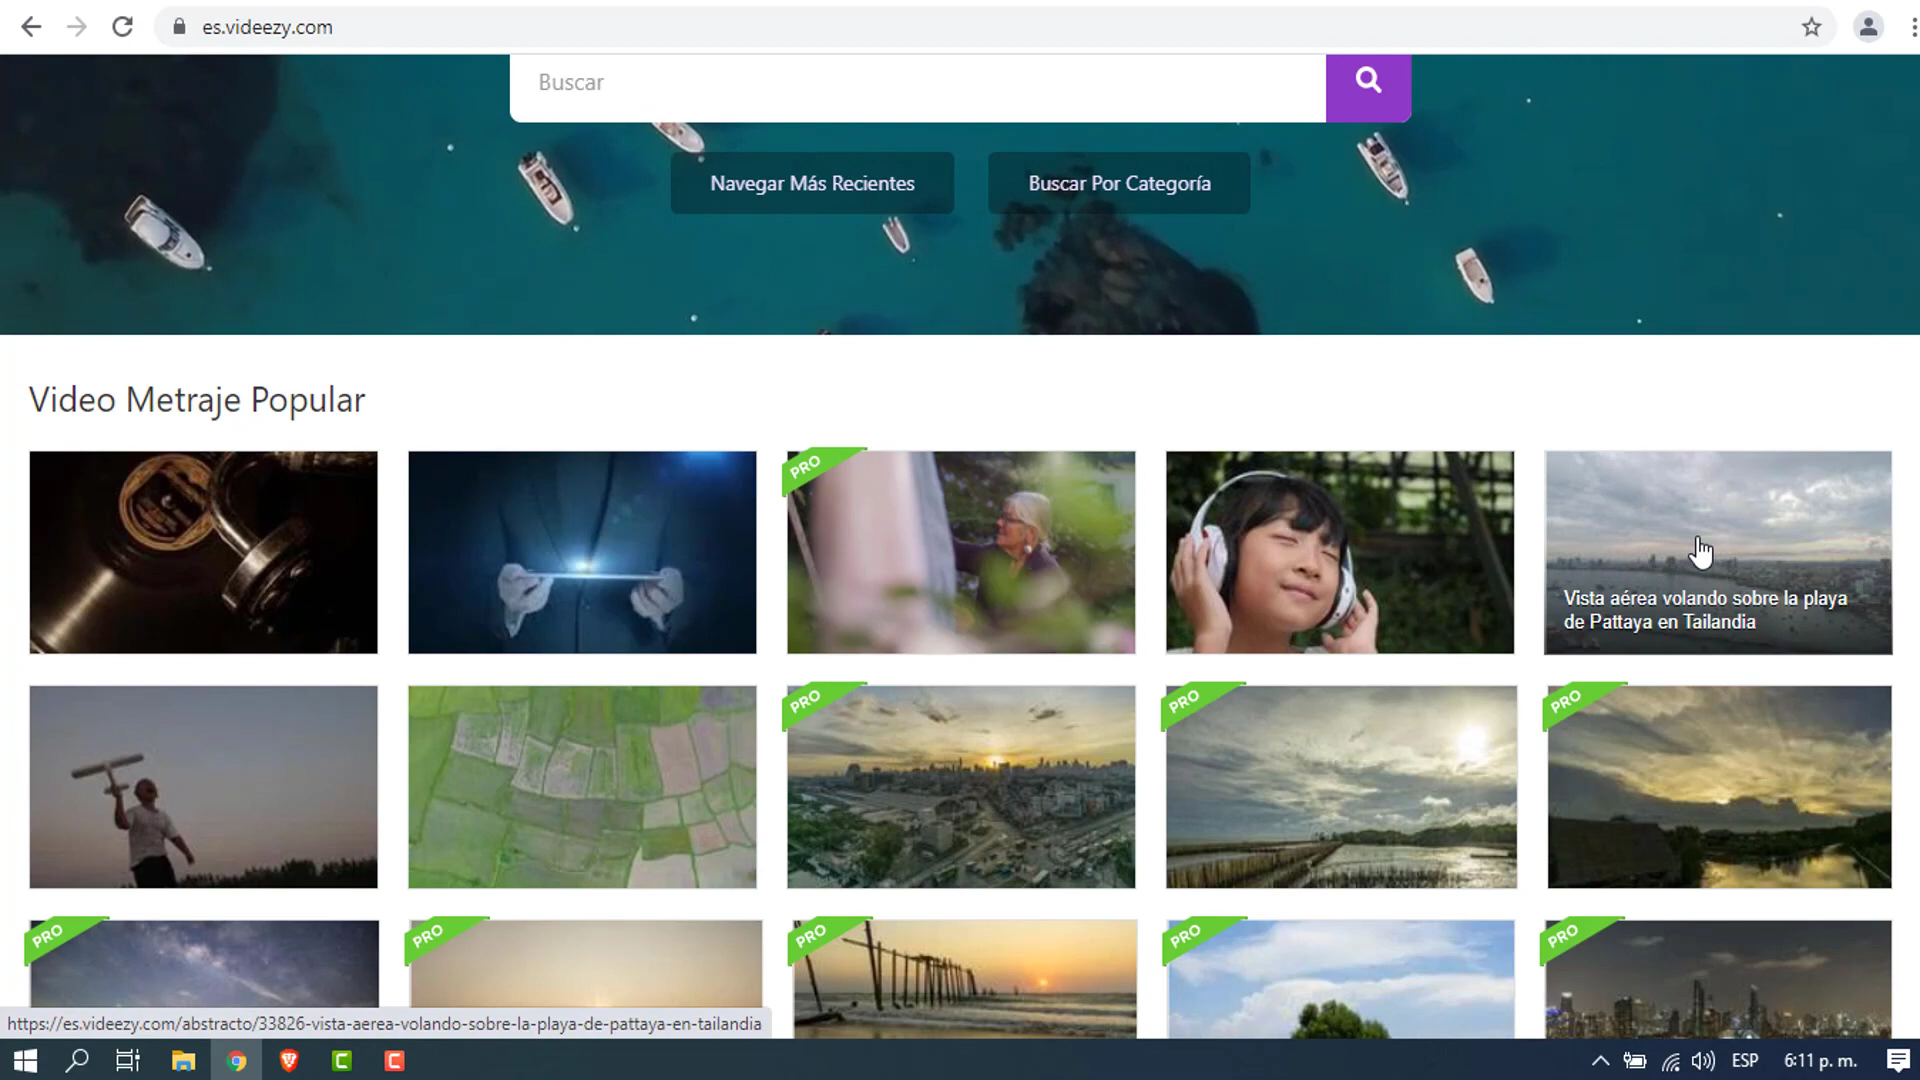 es.videezy.com
Buscar
Navegar Más Recientes
Buscar Por Categoría
Video Metraje Popular
PRO
Vista aérea volando sobre la playa
de Pattaya en Tailandia
PRO
PRO
PRO
PRO
PRO
PRO
PRO
PRO
https://es.videezy.com/abstracto/33826-vista-aerea-volando-sobre-la-playa-de-pattaya-en-tailandia
ESP
6:11 p. m.